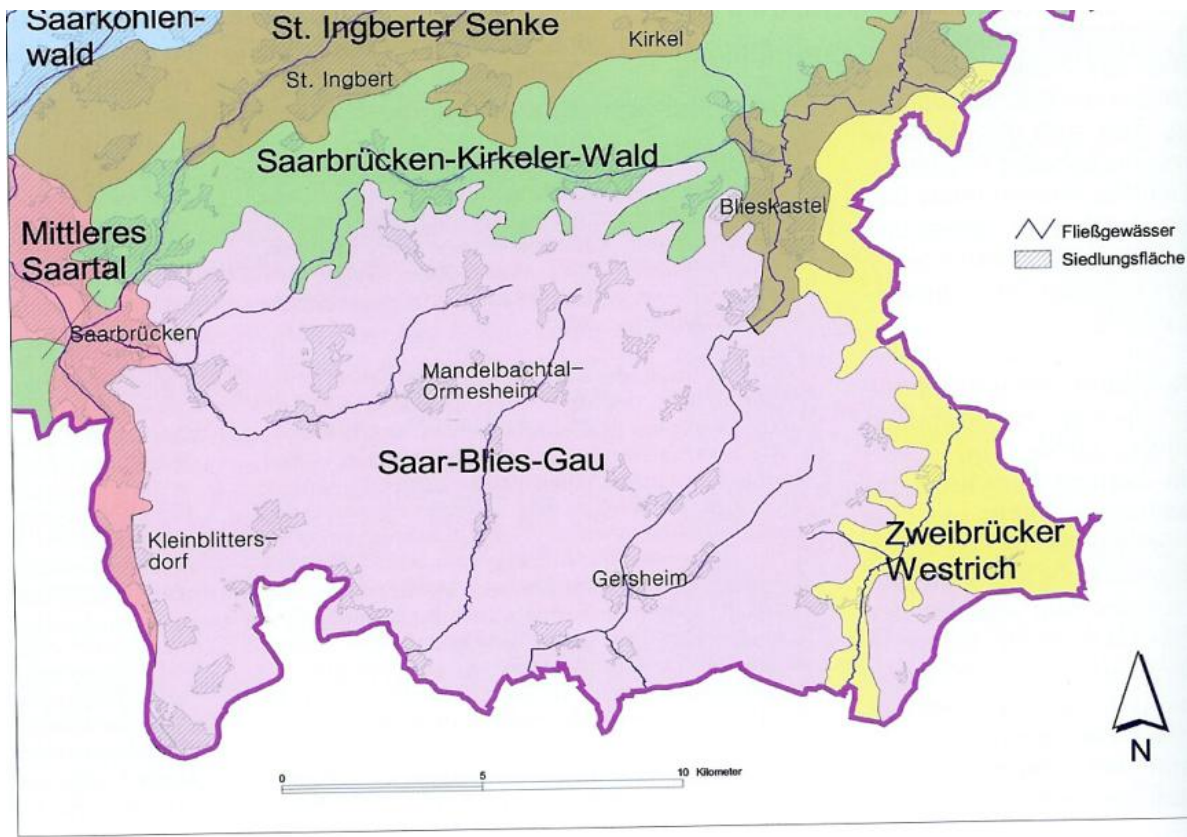 Saarkohlen-
wald
St. Ingberter Senke
Kirkel
St. Ingbert
Saarbrücken-Kirkeler-Wald
Blieskastel
Mittleres
Saartal
Fließgewässer
Siedlungsfläche
Saarbrücken
Mandelbachtal-
Ormesheim
Saar-Blies-Gau
Kleinblitters-
dorf
Gersheim
Zweibrücker
Westrich
N
0 5 10 Kilometer